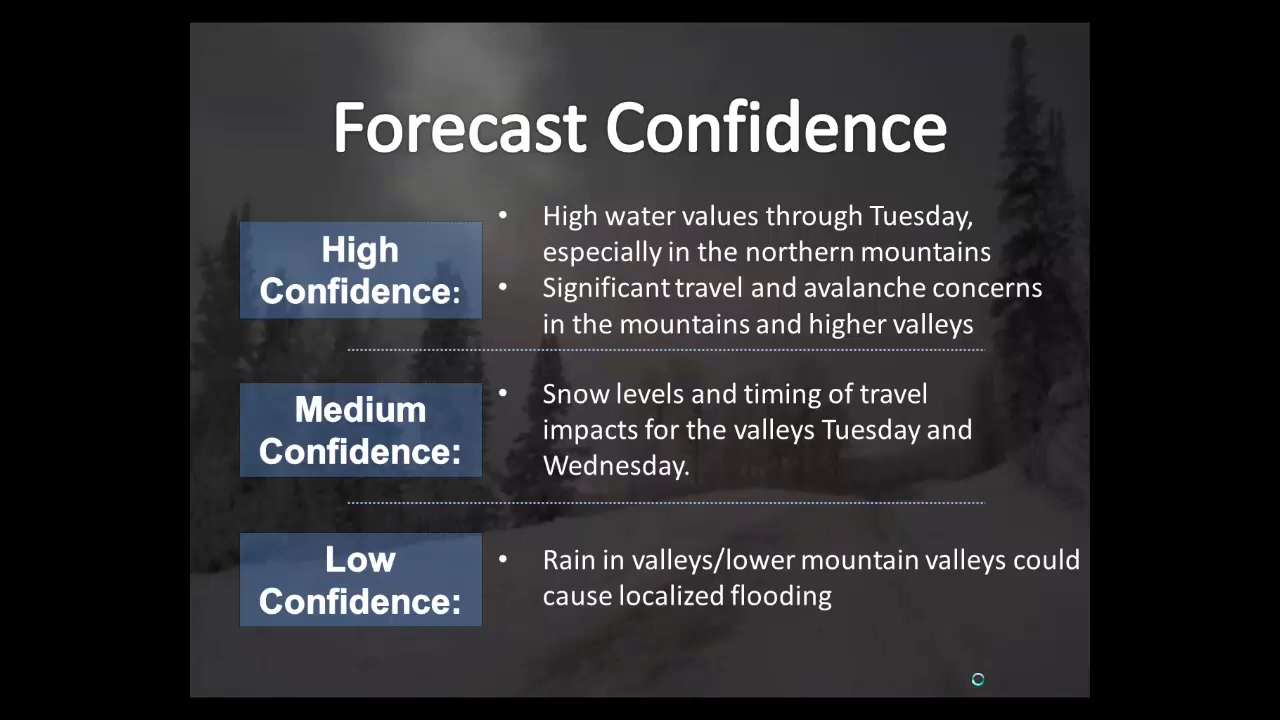 Forecast Confidence
High
Confidence:
• High water values through Tuesday,
especially in the northern mountains
• Significant travel and avalanche concerns
in the mountains and higher valleys
Medium
Confidence:
• Snow levels and timing of travel
impacts for the valleys Tuesday and
Wednesday.
Low
Confidence:
• Rain in valleys/lower mountain valleys could
cause localized flooding